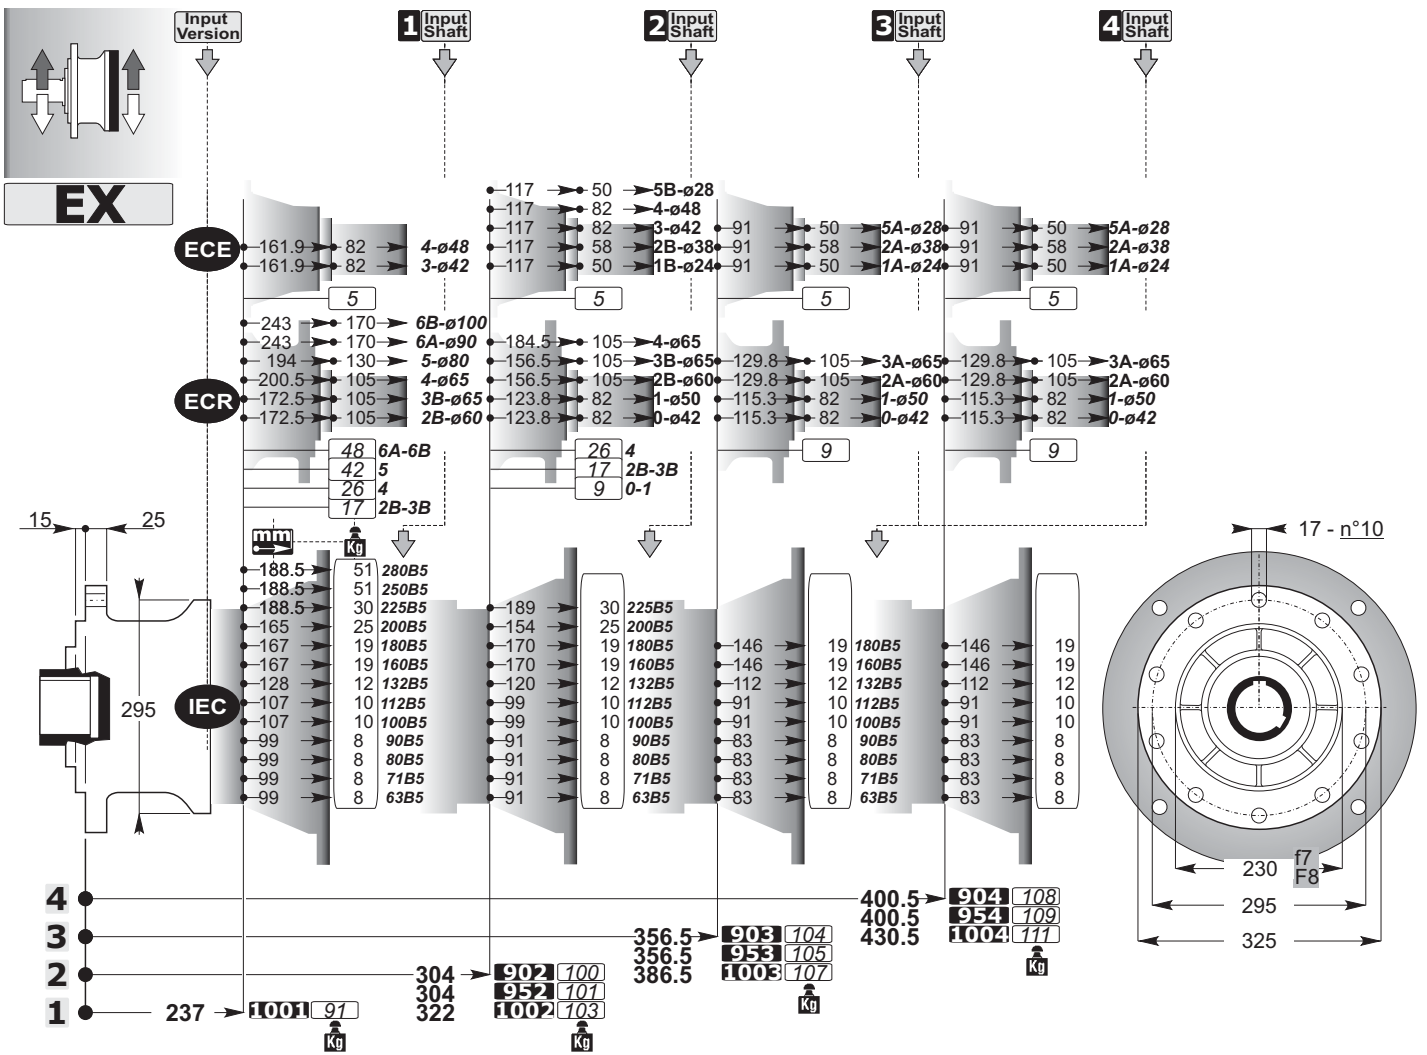 Input Version
1 Input Shaft
2 Input Shaft
3 Input Shaft
4 Input Shaft
EX
ECE
117 50 5B-ø28
117 82 4-ø48
117 82 3-ø42 91 50 5A-ø28 91 50 5A-ø28
161.9 82 4-ø48 117 58 2B-ø38 91 58 2A-ø38 91 58 2A-ø38
161.9 82 3-ø42 117 50 1B-ø24 91 50 1A-ø24 91 50 1A-ø24
5 5 5 5
ECR
243 170 6B-ø100
243 170 6A-ø90 184.5 105 4-ø65
194 130 5-ø80 156.5 105 3B-ø65 129.8 105 3A-ø65 129.8 105 3A-ø65
200.5 105 4-ø65 156.5 105 2B-ø60 129.8 105 2A-ø60 129.8 105 2A-ø60
172.5 105 3B-ø65 123.8 82 1-ø50 115.3 82 1-ø50 115.3 82 1-ø50
172.5 105 2B-ø60 123.8 82 0-ø42 115.3 82 0-ø42 115.3 82 0-ø42
48 6A-6B 26 4 9 9
42 5 17 2B-3B
26 4 9 0-1
17 2B-3B
15 25
mm Kg
17 - n°10
IEC
295
188.5 51 280B5
188.5 51 250B5
188.5 30 225B5 189 30 225B5
165 25 200B5 154 25 200B5
167 19 180B5 170 19 180B5 146 19 180B5 146 19
167 19 160B5 170 19 160B5 146 19 160B5 146 19
128 12 132B5 120 12 132B5 112 12 132B5 112 12
107 10 112B5 99 10 112B5 91 10 112B5 91 10
107 10 100B5 99 10 100B5 91 10 100B5 91 10
99 8 90B5 91 8 90B5 83 8 90B5 83 8
99 8 80B5 91 8 80B5 83 8 80B5 83 8
99 8 71B5 91 8 71B5 83 8 71B5 83 8
99 8 63B5 91 8 63B5 83 8 63B5 83 8
230 f7 F8
295
325
4 400.5 904 108
400.5 954 109
430.5 1004 111
Kg
3 356.5 903 104
356.5 953 105
386.5 1003 107
Kg
2 304 902 100
304 952 101
322 1002 103
Kg
1 237 1001 91
Kg